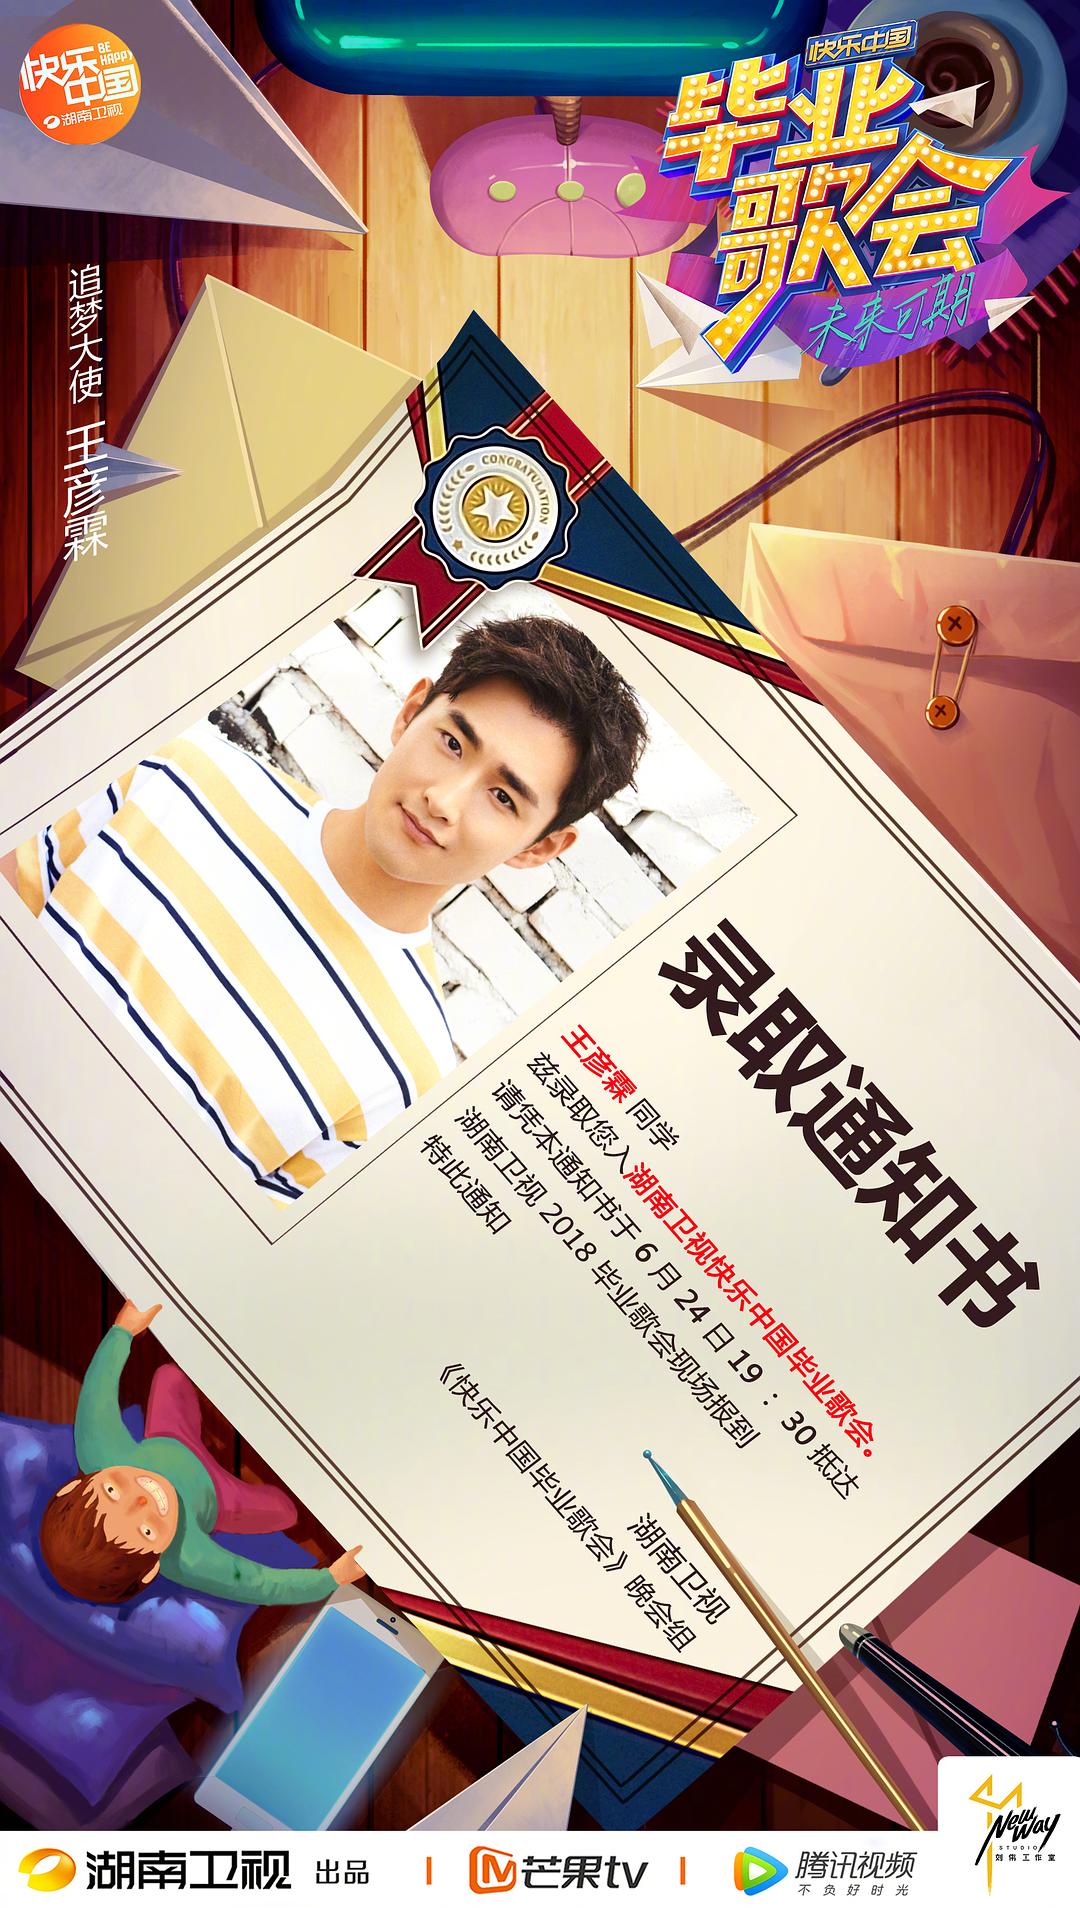 快乐
BE
HAPPY
中国
湖南卫视
快乐中国
毕业
歌会
未来可期
追梦大使 王彦霖
CONGRATULATION
录取通知书
王彦霖 同学
兹录取您入湖南卫视快乐中国毕业歌会。
请凭本通知书于 6 月 24 日 19：30 抵达
湖南卫视 2018 毕业歌会现场报到
特此通知
湖南卫视
《快乐中国毕业歌会》晚会组
New
Way
STUDIO
刘伟工作室
湖南卫视 出品
芒果tv
腾讯视频
不负好时光